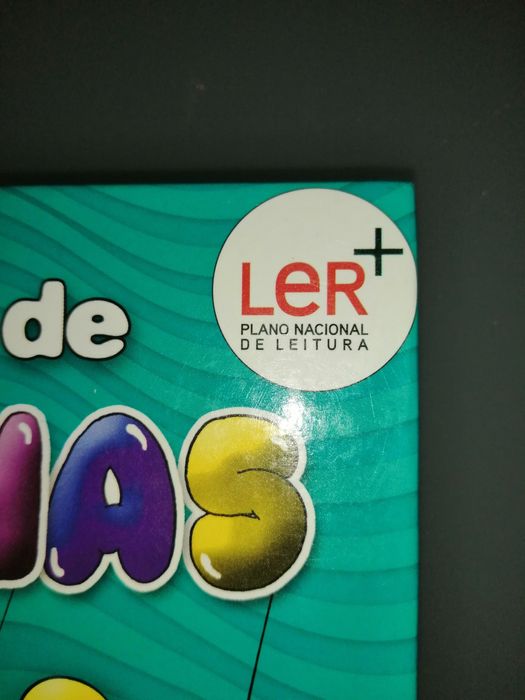 LeR+
PLANO NACIONAL
DE LEITURA
de
IAS